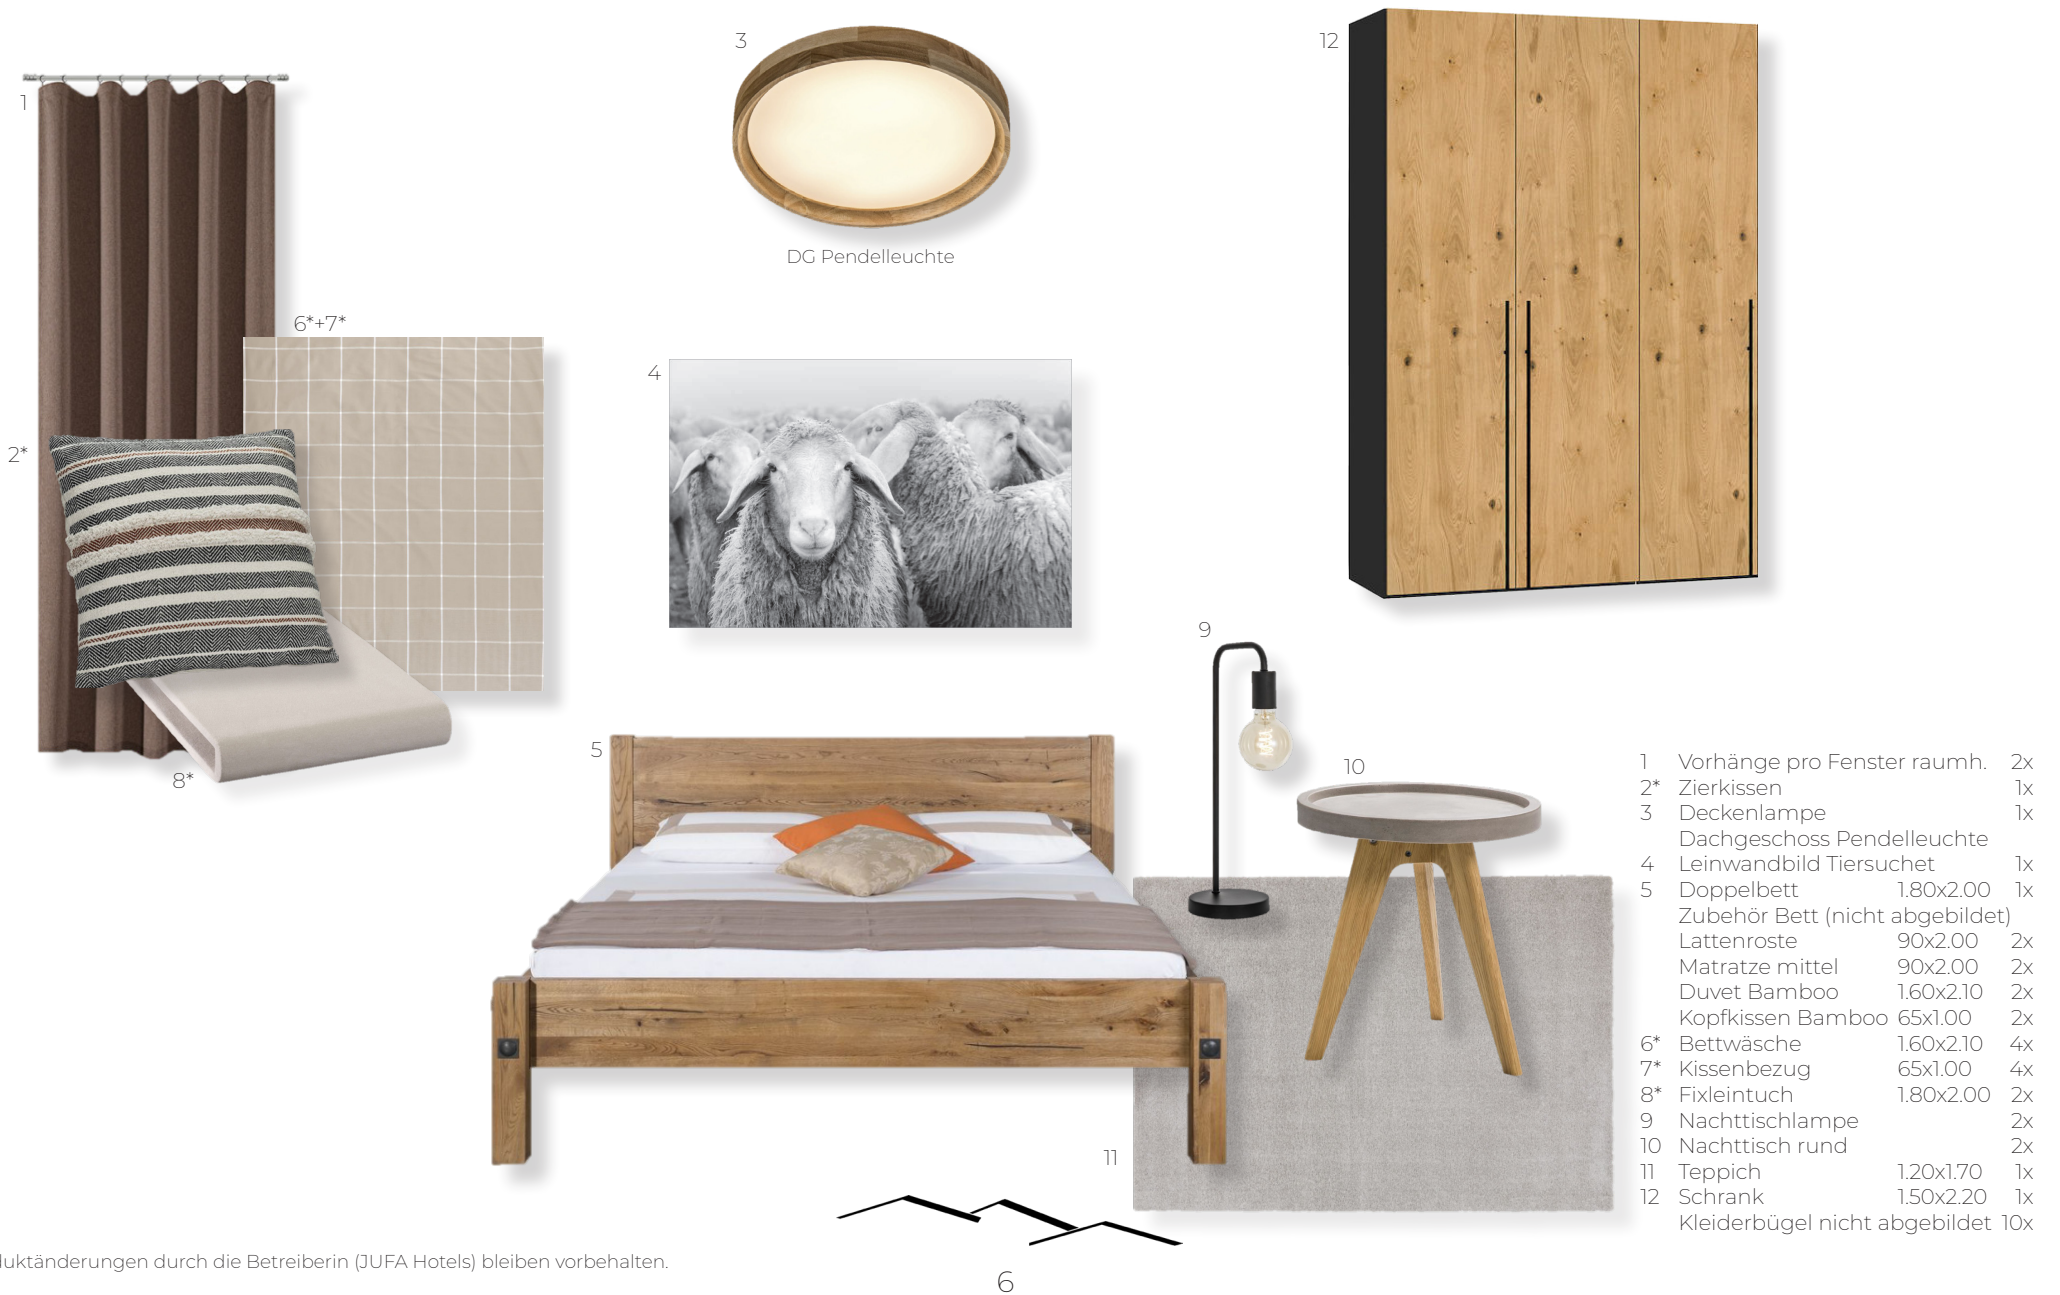 1
3
12
DG Pendelleuchte
6*+7*
4
2*
9
5
10
8*
11
1 Vorhänge pro Fenster raumh. 2x
2* Zierkissen 1x
3 Deckenlampe 1x
Dachgeschoss Pendelleuchte
4 Leinwandbild Tiersuchet 1x
5 Doppelbett 1.80x2.00 1x
Zubehör Bett (nicht abgebildet)
Lattenroste 90x2.00 2x
Matratze mittel 90x2.00 2x
Duvet Bamboo 1.60x2.10 2x
Kopfkissen Bamboo 65x1.00 2x
6* Bettwäsche 1.60x2.10 4x
7* Kissenbezug 65x1.00 4x
8* Fixleintuch 1.80x2.00 2x
9 Nachttischlampe 2x
10 Nachttisch rund 2x
11 Teppich 1.20x1.70 1x
12 Schrank 1.50x2.20 1x
Kleiderbügel nicht abgebildet 10x
duktänderungen durch die Betreiberin (JUFA Hotels) bleiben vorbehalten.
6